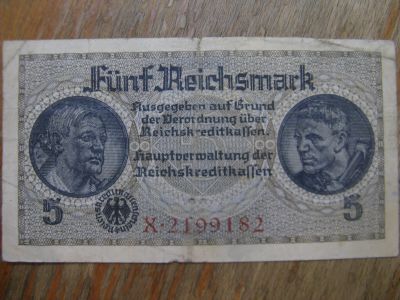 Fünf Reichsmark
Ausgegeben auf Grund
der Verordnung über
Reichskreditkassen.
Hauptverwaltung der
Reichskreditkassen
5
X·2199182
5